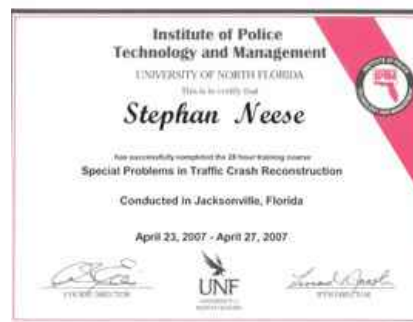 Institute of Police
Technology and Management
UNIVERSITY OF NORTH FLORIDA
This is to certify that
Stephan Neese
has successfully completed the hour training course
Special Problems in Traffic Crash Reconstruction
Conducted in Jacksonville, Florida
April 23, 2007 - April 27, 2007
UNF
COURSE DIRECTOR